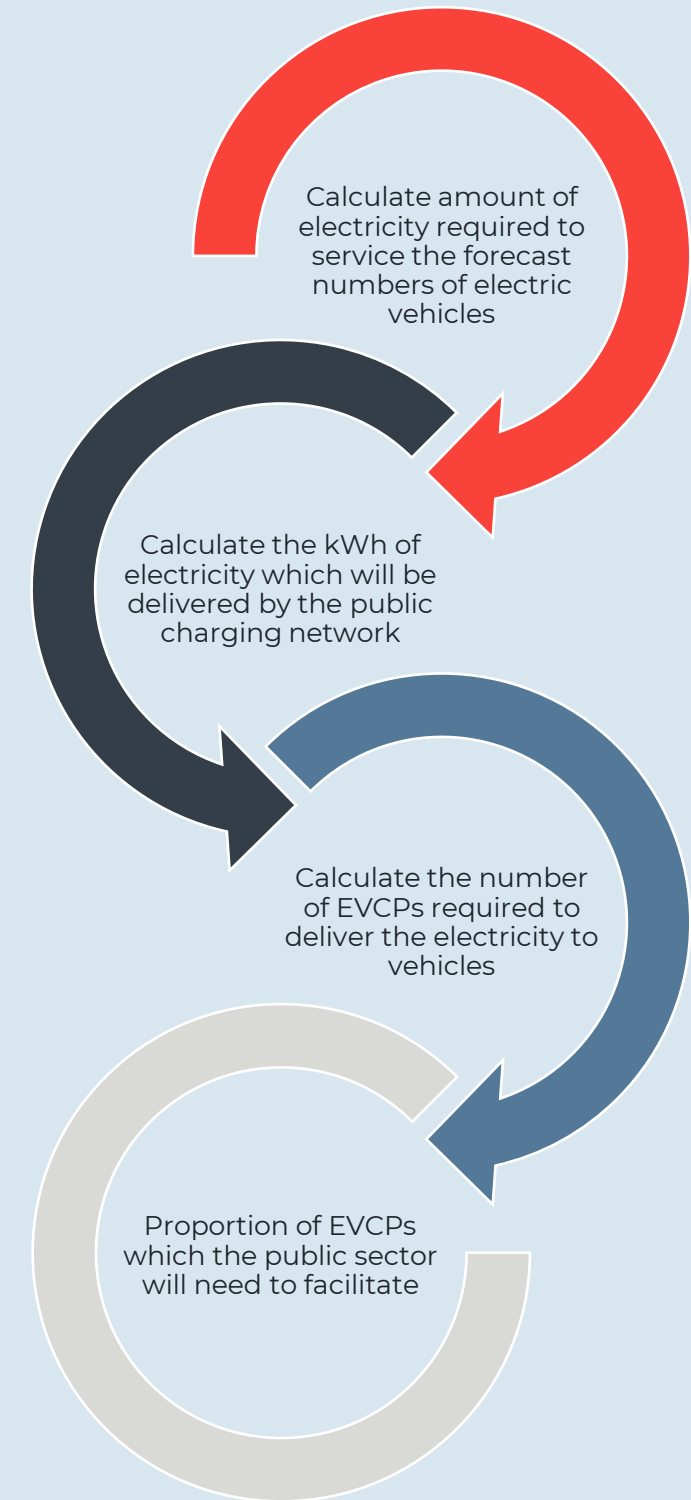 Calculate amount of
electricity required to
service the forecast
numbers of electric
vehicles
Calculate the kWh of
electricity which will be
delivered by the public
charging network
Calculate the number
of EVCPs required to
deliver the electricity to
vehicles
Proportion of EVCPs
which the public sector
will need to facilitate